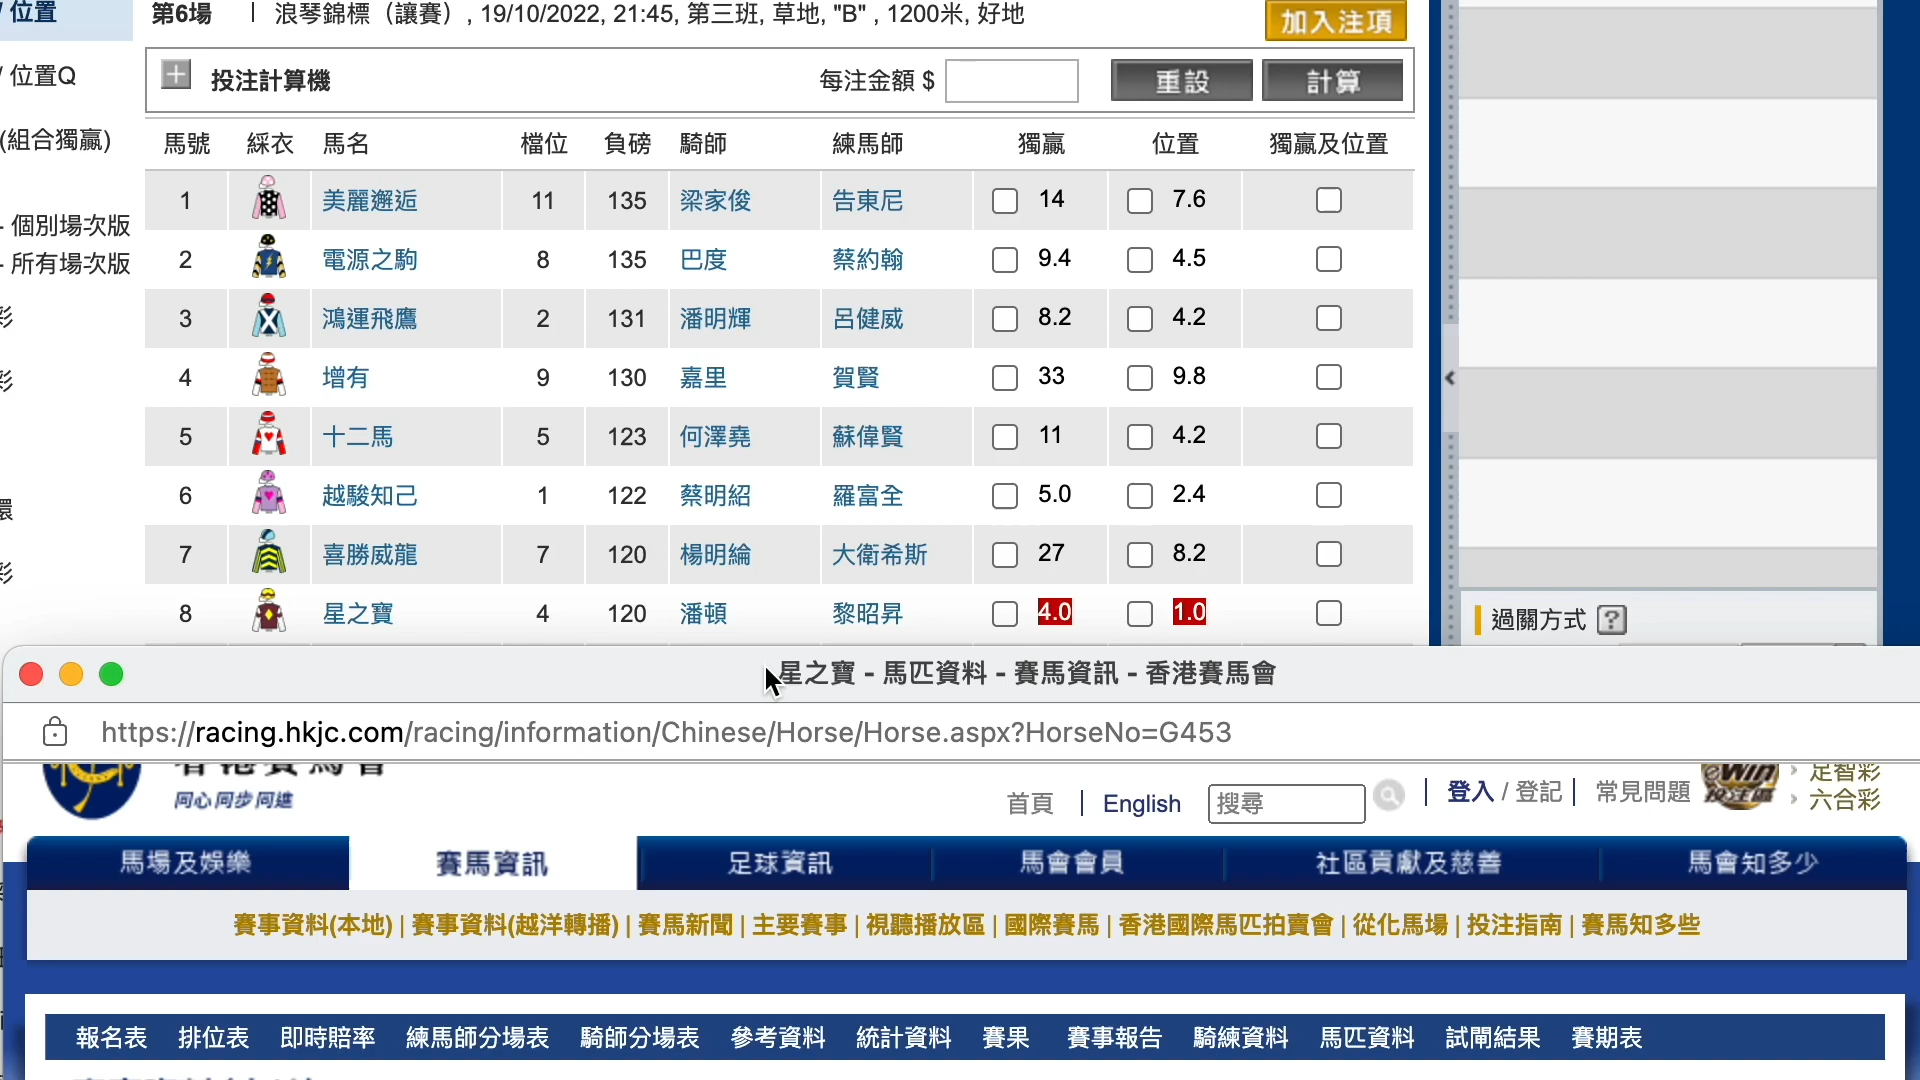 位置
第6場 | 浪琴錦標（讓賽）, 19/10/2022, 21:45, 第三班, 草地, "B" , 1200米, 好地
加入注項
/ 位置Q
投注計算機
每注金額 $
重設
計算
(組合獨贏)
馬號 綵衣 馬名 檔位 負磅 騎師 練馬師 獨贏 位置 獨贏及位置
1 美麗邂逅 11 135 梁家俊 告東尼 14 7.6
- 個別場次版
2 電源之駒 8 135 巴度 蔡約翰 9.4 4.5
- 所有場次版
3 鴻運飛鷹 2 131 潘明輝 呂健威 8.2 4.2
彩
4 增有 9 130 嘉里 賀賢 33 9.8
彩
5 十二馬 5 123 何澤堯 蘇偉賢 11 4.2
6 越駿知己 1 122 蔡明紹 羅富全 5.0 2.4
環
7 喜勝威龍 7 120 楊明綸 大衛希斯 27 8.2
彩
8 星之寶 4 120 潘頓 黎昭昇 4.0 1.0
過關方式 ?
星之寶 - 馬匹資料 - 賽馬資訊 - 香港賽馬會
https://racing.hkjc.com/racing/information/Chinese/Horse/Horse.aspx?HorseNo=G453
香港賽馬會
同心同步同進
首頁 | English 搜尋 | 登入 / 登記 | 常見問題
eWin
投注區
足智彩
六合彩
馬場及娛樂 賽馬資訊 足球資訊 馬會會員 社區貢獻及慈善 馬會知多少
賽事資料(本地) | 賽事資料(越洋轉播) | 賽馬新聞 | 主要賽事 | 視聽播放區 | 國際賽馬 | 香港國際馬匹拍賣會 | 從化馬場 | 投注指南 | 賽馬知多些
報名表 排位表 即時賠率 練馬師分場表 騎師分場表 參考資料 統計資料 賽果 賽事報告 騎練資料 馬匹資料 試閘結果 賽期表